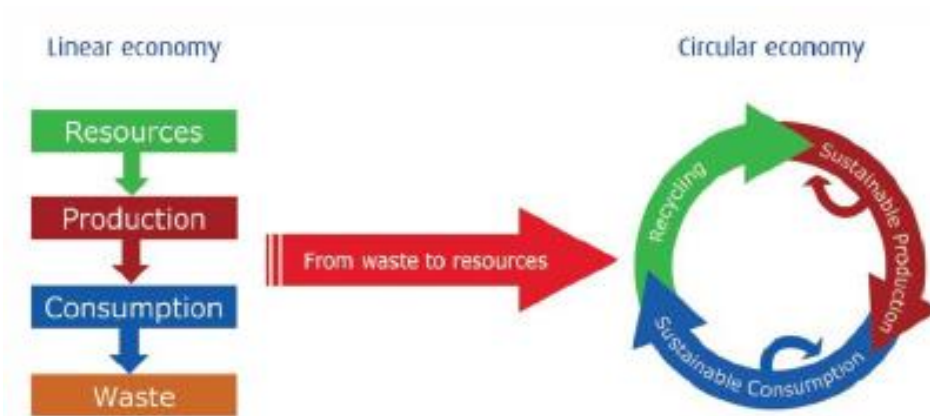 Linear economy
Circular economy
Resources
Production
Consumption
Waste
From waste to resources
Recycling
Sustainable Production
Sustainable Consumption